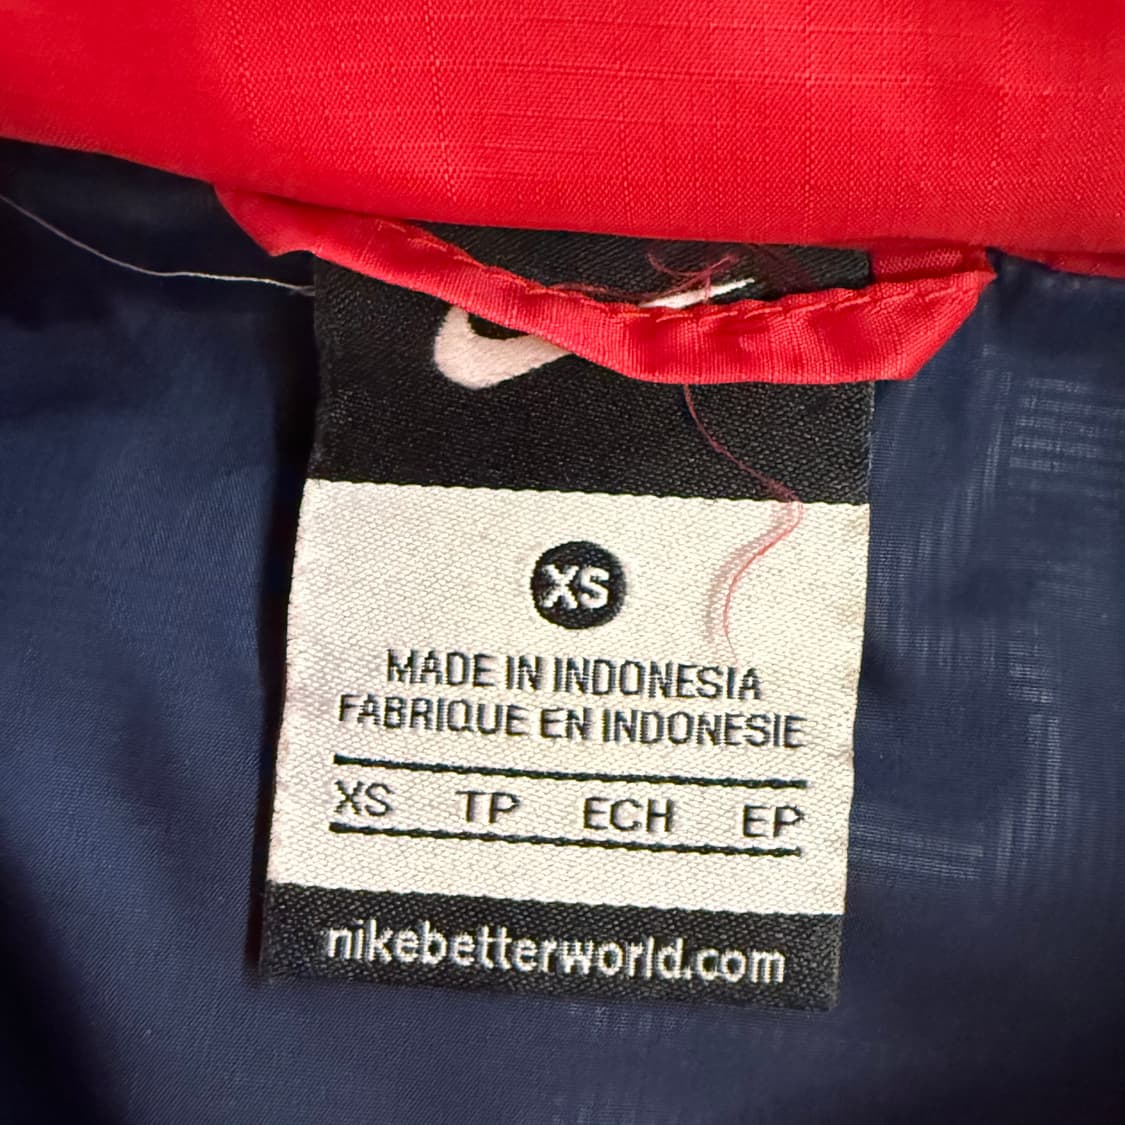 XS
MADE IN INDONESIA
FABRIQUE EN INDONESIE
XS TP ECH EP
nikebetterworld.com